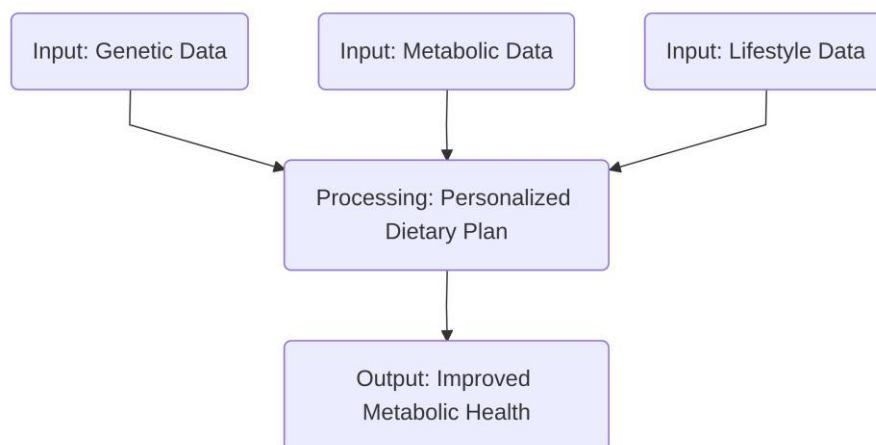 Input: Genetic Data
Input: Metabolic Data
Input: Lifestyle Data
Processing: Personalized
Dietary Plan
Output: Improved
Metabolic Health